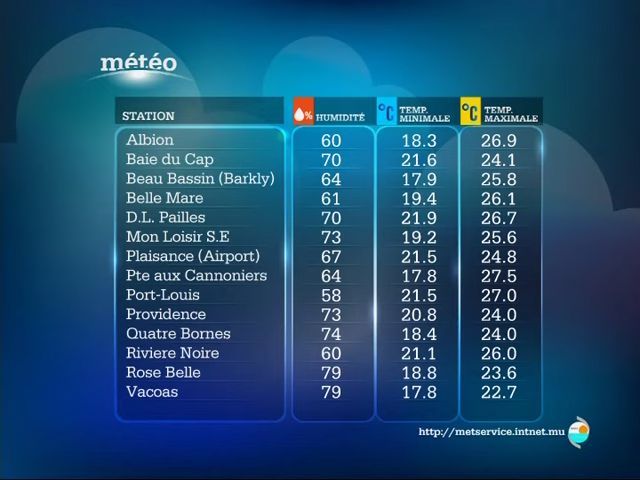 météo
STATION % HUMIDITÉ °C TEMP. MINIMALE °C TEMP. MAXIMALE
Albion 60 18.3 26.9
Baie du Cap 70 21.6 24.1
Beau Bassin (Barkly) 64 17.9 25.8
Belle Mare 61 19.4 26.1
D.L. Pailles 70 21.9 26.7
Mon Loisir S.E 73 19.2 25.6
Plaisance (Airport) 67 21.5 24.8
Pte aux Cannoniers 64 17.8 27.5
Port-Louis 58 21.5 27.0
Providence 73 20.8 24.0
Quatre Bornes 74 18.4 24.0
Riviere Noire 60 21.1 26.0
Rose Belle 79 18.8 23.6
Vacoas 79 17.8 22.7
http://metservice.intnet.mu